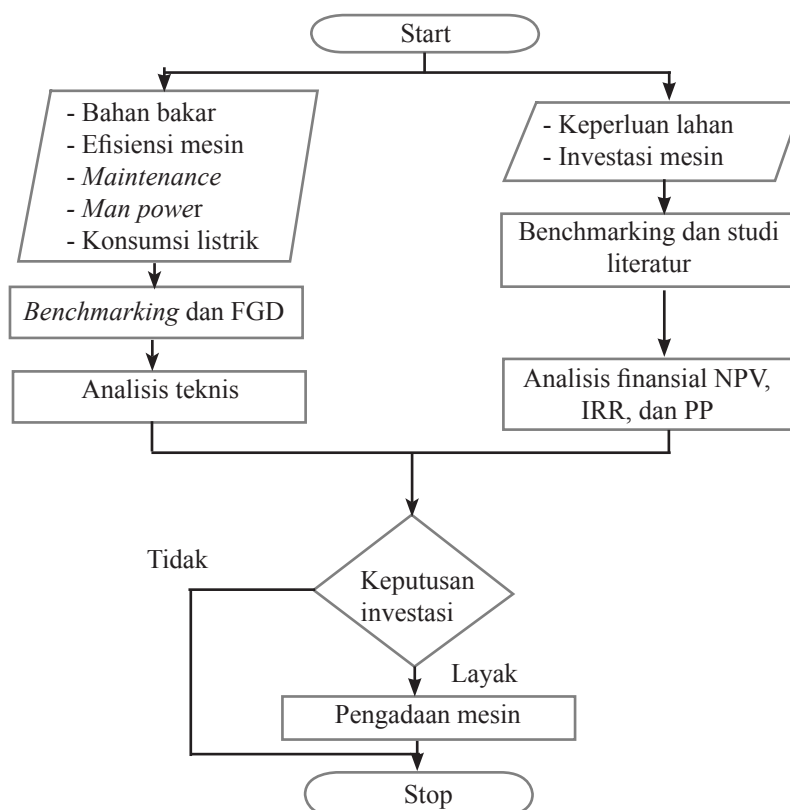 Start
- Bahan bakar
- Efisiensi mesin
- Maintenance
- Man power
- Konsumsi listrik
Benchmarking dan FGD
Analisis teknis
- Keperluan lahan
- Investasi mesin
Benchmarking dan studi
literatur
Analisis finansial NPV,
IRR, dan PP
Tidak
Keputusan
investasi
Layak
Pengadaan mesin
Stop